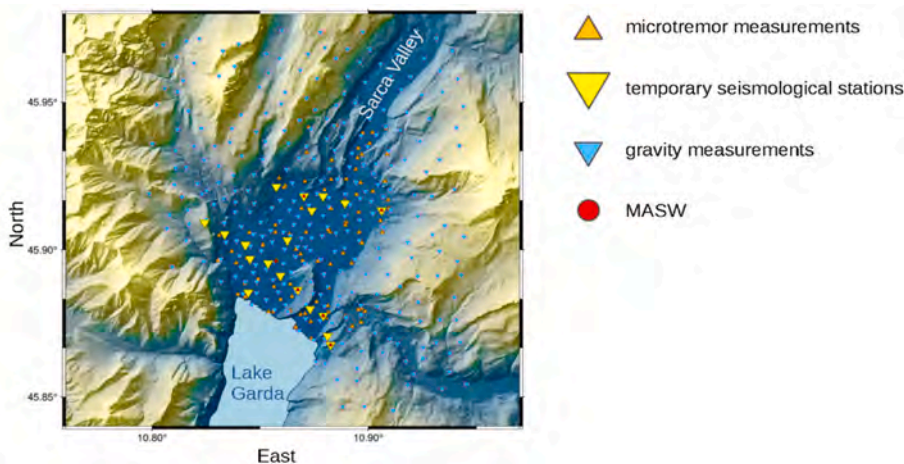 microtremor measurements
temporary seismological stations
gravity measurements
MASW
Sarca Valley
Lake
Garda
45.95°
45.90°
45.85°
North
10.80°
10.90°
East